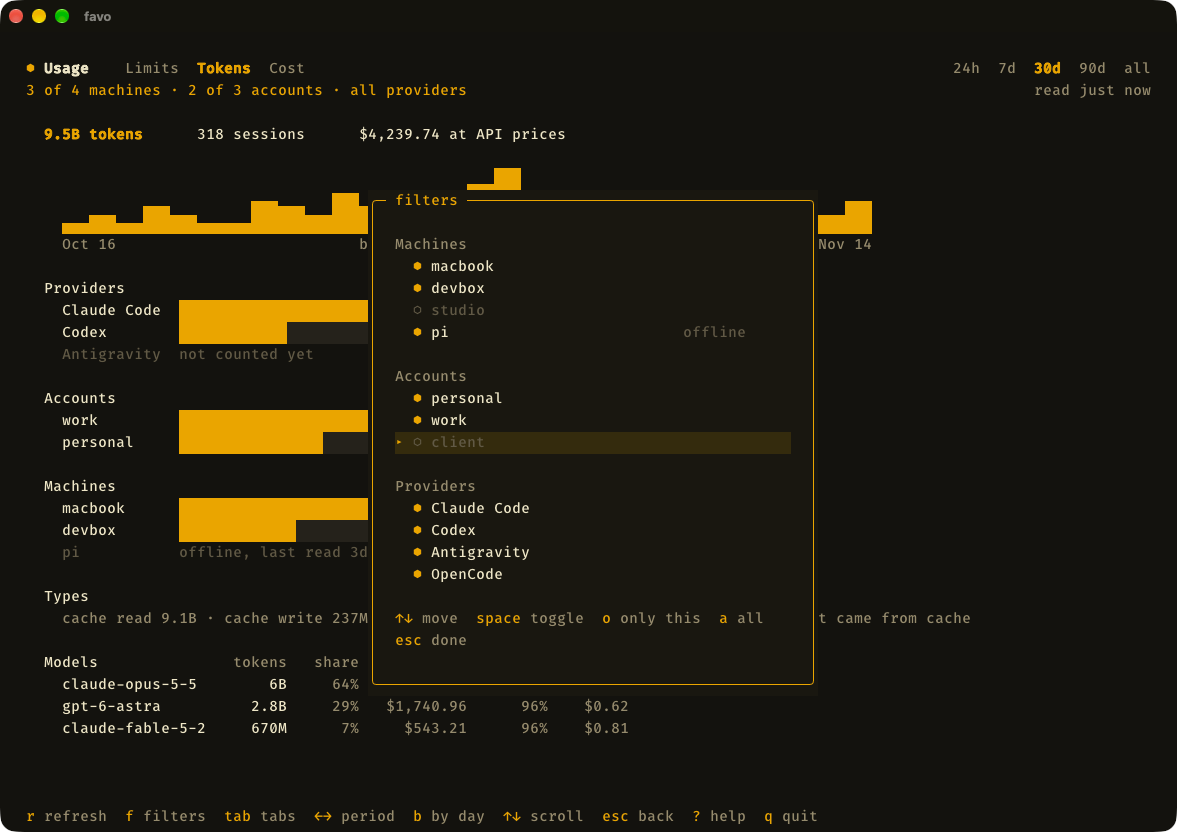 favo
Usage Limits Tokens Cost 24h 7d 30d 90d all
3 of 4 machines · 2 of 3 accounts · all providers read just now
9.5B tokens 318 sessions $4,239.74 at API prices
filters
Oct 16 b Nov 14
Machines
macbook
devbox
studio
pi offline
Accounts
personal
work
client
Providers
Claude Code
Codex
Antigravity
OpenCode
↑↓ move space toggle o only this a all
esc done
Providers
Claude Code
Codex
Antigravity not counted yet
Accounts
work
personal
Machines
macbook
devbox
pi offline, last read 3d
Types
cache read 9.1B · cache write 237M t came from cache
Models tokens share
claude-opus-5-5 6B 64%
gpt-6-astra 2.8B 29% $1,740.96 96% $0.62
claude-fable-5-2 670M 7% $543.21 96% $0.81
r refresh f filters tab tabs ↔ period b by day ↑↓ scroll esc back ? help q quit